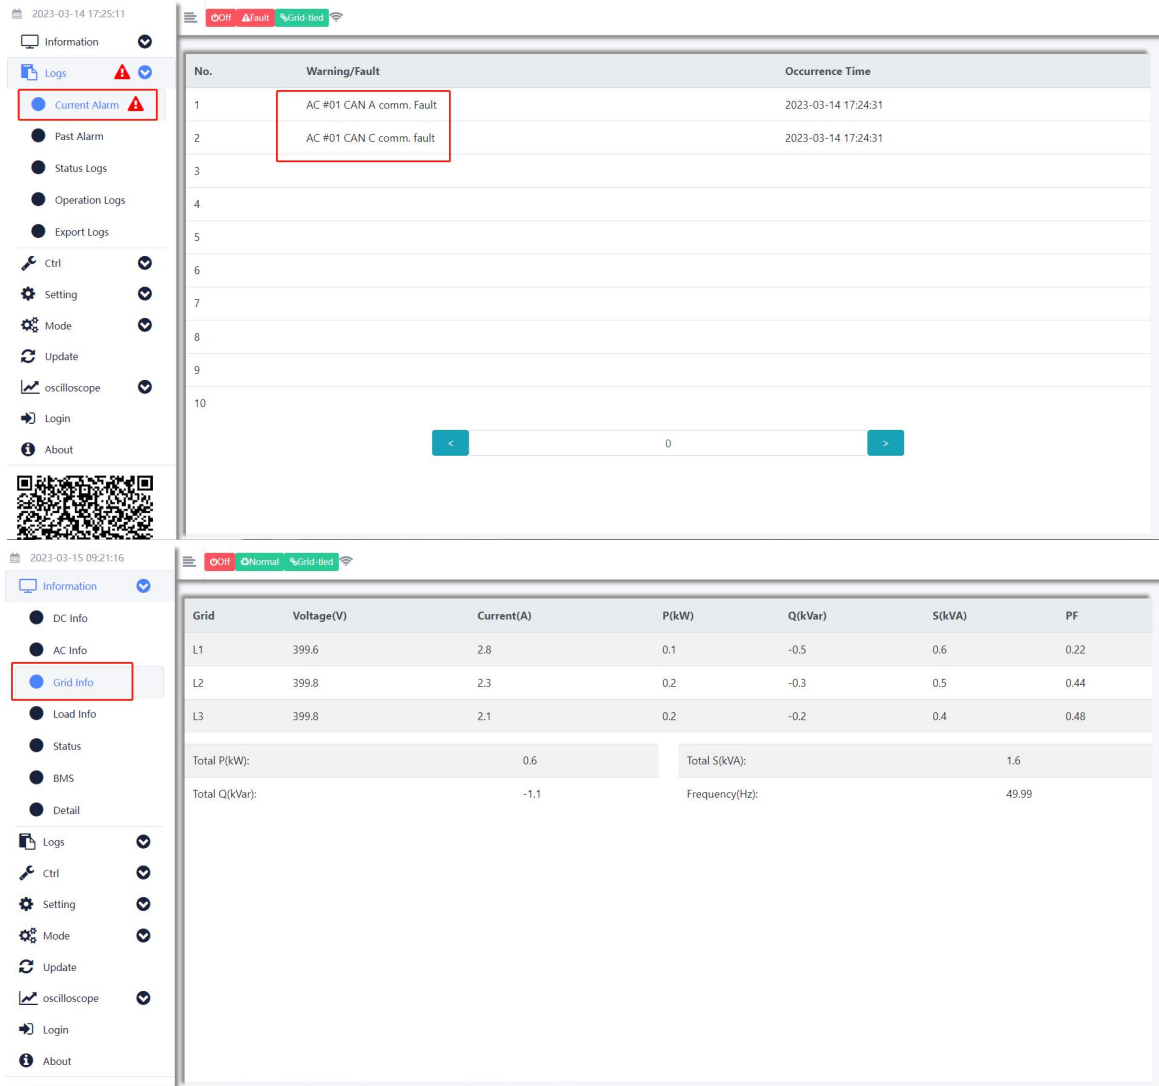 2023-03-14 17:25:11
Off Fault Grid-tied
Information
Logs
Current Alarm
Past Alarm
Status Logs
Operation Logs
Export Logs
Ctrl
Setting
Mode
Update
oscilloscope
Login
About
No. Warning/Fault Occurrence Time
1 AC #01 CAN A comm. Fault 2023-03-14 17:24:31
2 AC #01 CAN C comm. fault 2023-03-14 17:24:31
3
4
5
6
7
8
9
10
< 0 >
2023-03-15 09:21:16
Off Normal Grid-tied
Information
DC Info
AC Info
Grid Info
Load Info
Status
BMS
Detail
Logs
Ctrl
Setting
Mode
Update
oscilloscope
Login
About
Grid Voltage(V) Current(A) P(kW) Q(kVar) S(kVA) PF
L1 399.6 2.8 0.1 -0.5 0.6 0.22
L2 399.8 2.3 0.2 -0.3 0.5 0.44
L3 399.8 2.1 0.2 -0.2 0.4 0.48
Total P(kW): 0.6 Total S(kVA): 1.6
Total Q(kVar): -1.1 Frequency(Hz): 49.99